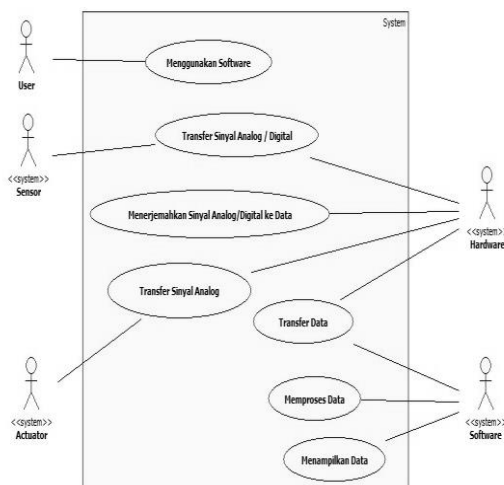 System
Menggunakan Software
User
Transfer Sinyal Analog / Digital
<<system>>
Sensor
Menerjemahkan Sinyal Analog/Digital ke Data
<<system>>
Hardware
Transfer Sinyal Analog
Transfer Data
Memproses Data
<<system>>
Actuator
<<system>>
Software
Menampilkan Data